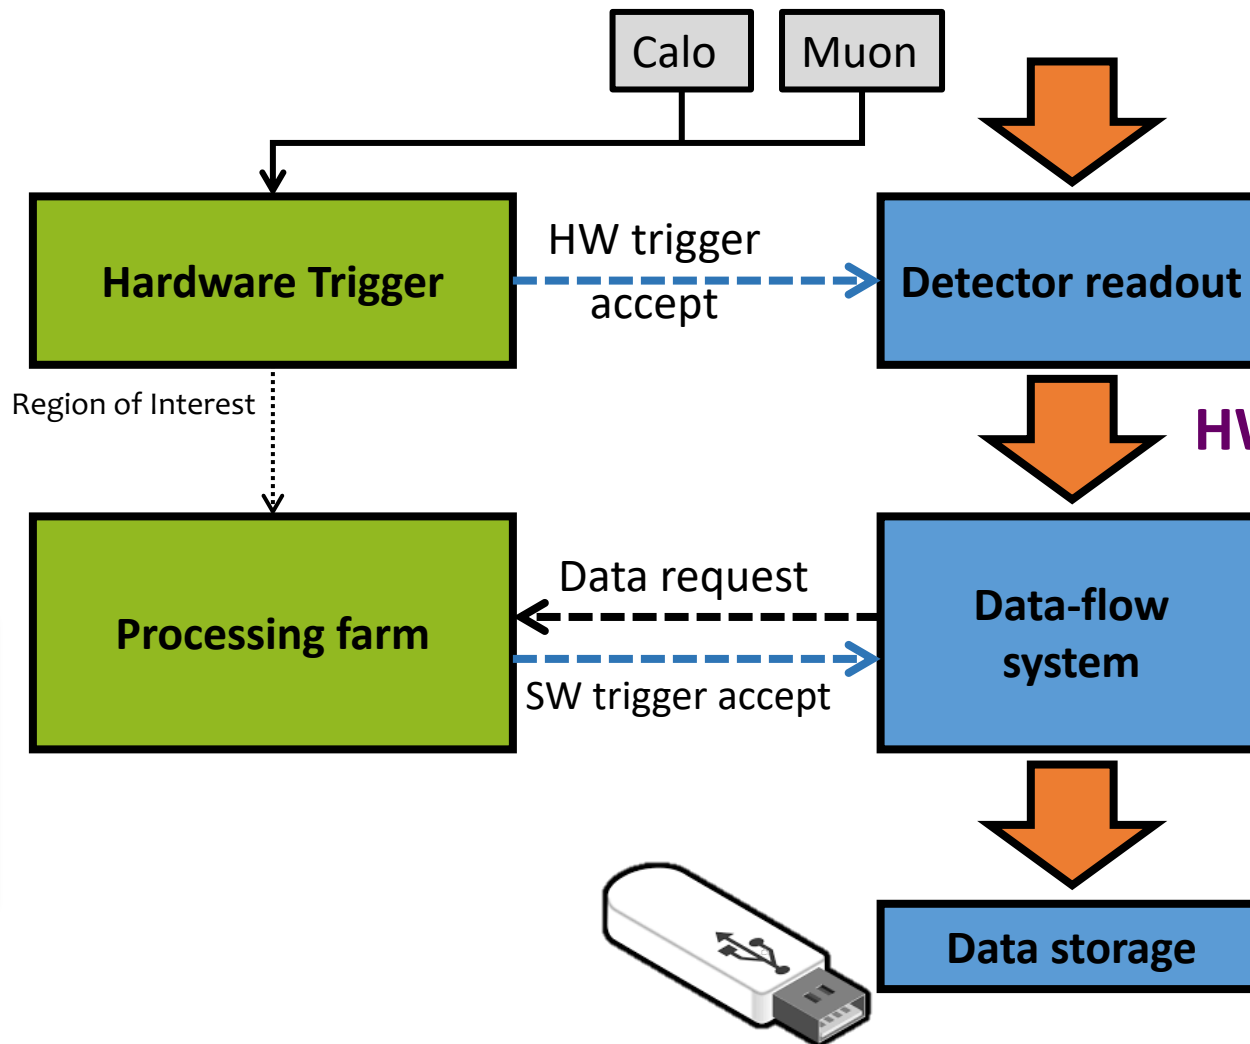 Calo
Muon
Hardware Trigger
HW trigger
accept
Detector readout
Region of Interest
HW
Processing farm
Data request
SW trigger accept
Data-flow
system
Data storage